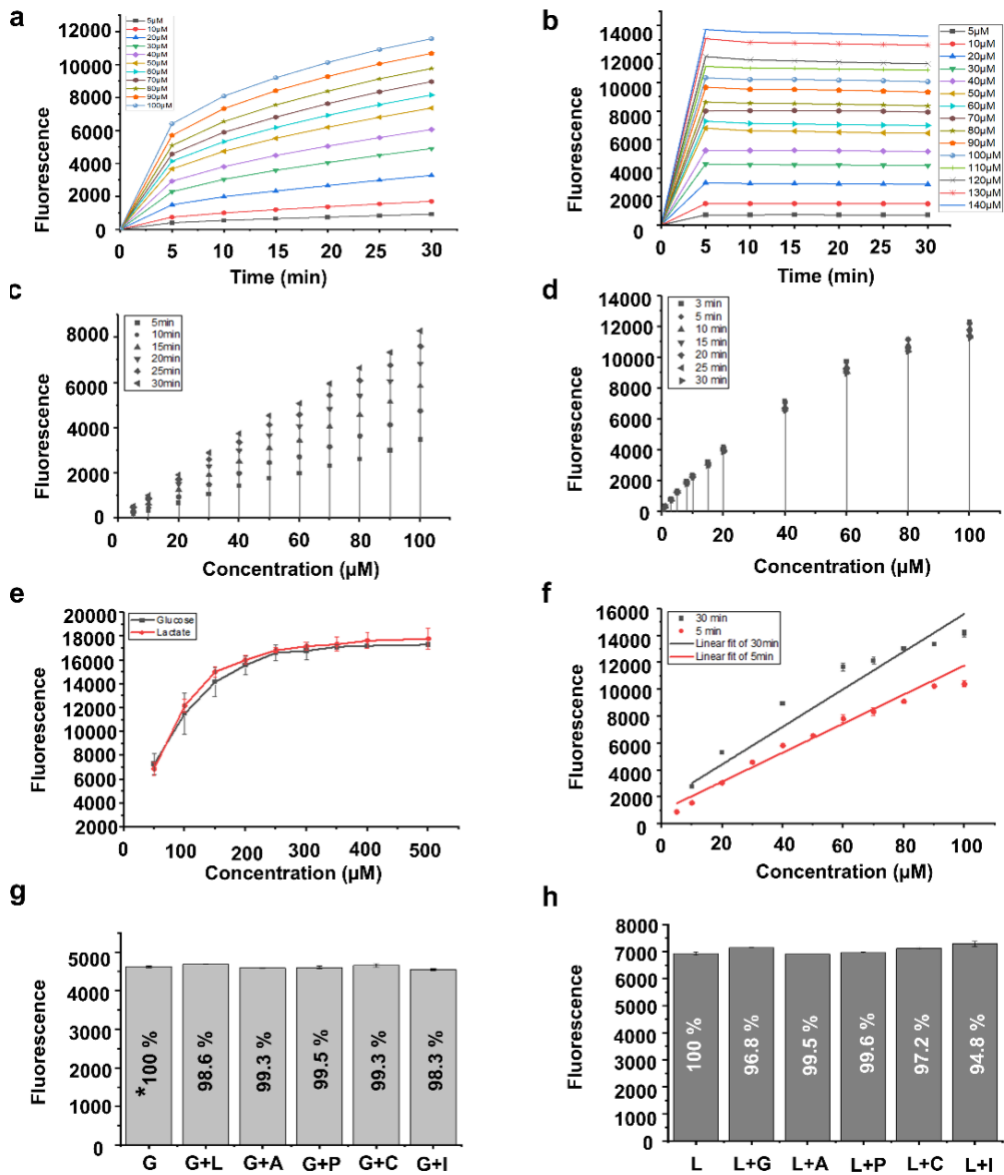 a
Fluorescence
12000
10000
8000
6000
4000
2000
0
5µM
10µM
20µM
30µM
40µM
50µM
60µM
70µM
80µM
90µM
100µM
0 5 10 15 20 25 30
Time (min)
b
Fluorescence
14000
12000
10000
8000
6000
4000
2000
0
5µM
10µM
20µM
30µM
40µM
50µM
60µM
70µM
80µM
90µM
100µM
110µM
120µM
130µM
140µM
0 5 10 15 20 25 30
Time (min)
c
Fluorescence
8000
6000
4000
2000
0
5min
10min
15min
20min
25min
30min
20 40 60 80 100
Concentration (µM)
d
Fluorescence
14000
12000
10000
8000
6000
4000
2000
0
3 min
5 min
10 min
15 min
20 min
25 min
30 min
0 20 40 60 80 100
Concentration (µM)
e
Fluorescence
20000
18000
16000
14000
12000
10000
8000
6000
4000
2000
Glucose
Lactate
0 100 200 300 400 500
Concentration (µM)
f
Fluorescence
16000
14000
12000
10000
8000
6000
4000
2000
0
30 min
5 min
Linear fit of 30min
Linear fit of 5min
0 20 40 60 80 100
Concentration (µM)
g
Fluorescence
5000
4000
3000
2000
1000
0
*100 %
98.6 %
99.3 %
99.5 %
99.3 %
98.3 %
G G+L G+A G+P G+C G+I
h
Fluorescence
8000
7000
6000
5000
4000
3000
2000
1000
0
100 %
96.8 %
99.5 %
99.6 %
97.2 %
94.8 %
L L+G L+A L+P L+C L+I